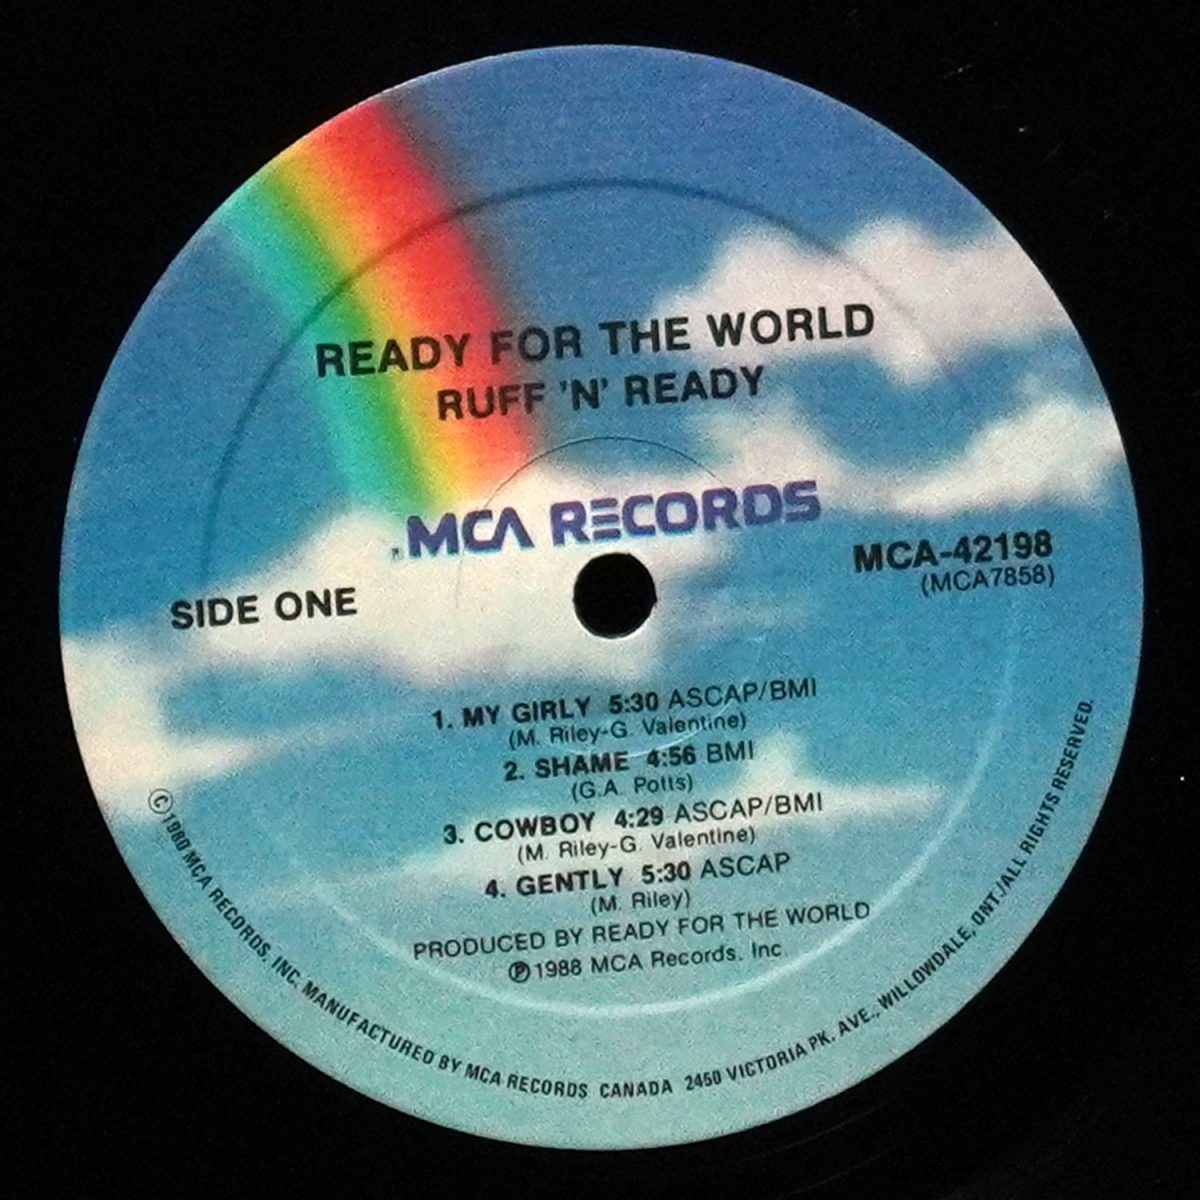 READY FOR THE WORLD
RUFF 'N' READY
MCA RECORDS
MCA-42198
(MCA7858)
SIDE ONE
1. MY GIRLY 5:30 ASCAP/BMI
(M. Riley-G. Valentine)
2. SHAME 4:56 BMI
(G.A. Potts)
3. COWBOY 4:29 ASCAP/BMI
(M. Riley-G. Valentine)
4. GENTLY 5:30 ASCAP
(M. Riley)
PRODUCED BY READY FOR THE WORLD
℗1988 MCA Records, Inc.
©1980 MCA RECORDS, INC. MANUFACTURED BY MCA RECORDS CANADA 2450 VICTORIA PK. AVE., WILLOWDALE, ONT./ALL RIGHTS RESERVED.